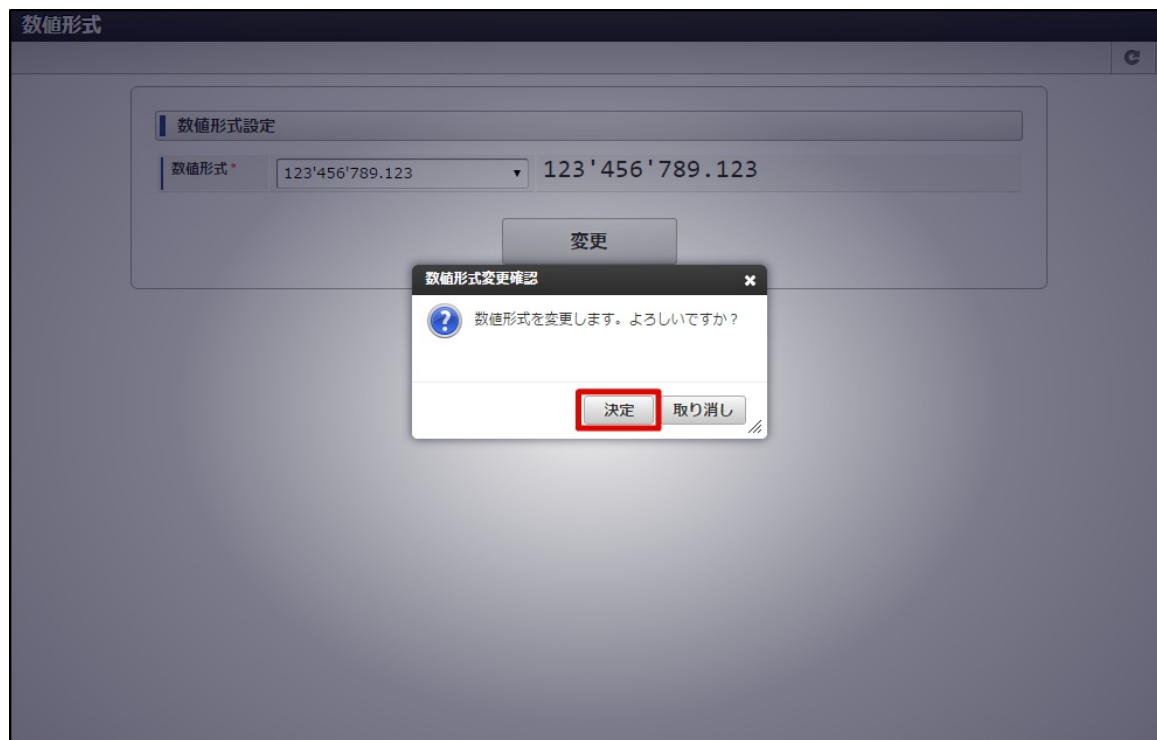 数値形式
数値形式設定
数値形式* 123'456'789.123 123'456'789.123
変更
数値形式変更確認
数値形式を変更します。よろしいですか？
決定 取り消し